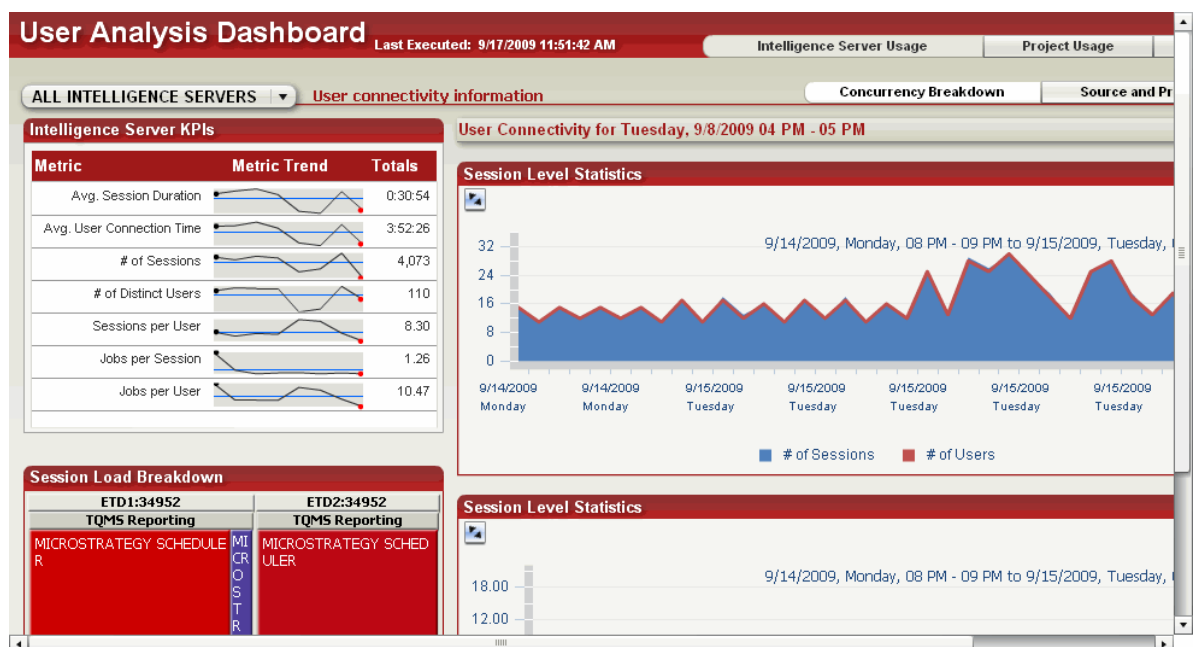 User Analysis Dashboard
Last Executed: 9/17/2009 11:51:42 AM
Intelligence Server Usage
Project Usage
ALL INTELLIGENCE SERVERS
User connectivity information
Concurrency Breakdown
Source and Pr
Intelligence Server KPIs
Metric Metric Trend Totals
Avg. Session Duration 0:30:54
Avg. User Connection Time 3:52:26
# of Sessions 4,073
# of Distinct Users 110
Sessions per User 8.30
Jobs per Session 1.26
Jobs per User 10.47
User Connectivity for Tuesday, 9/8/2009 04 PM - 05 PM
Session Level Statistics
9/14/2009, Monday, 08 PM - 09 PM to 9/15/2009, Tuesday,
32
24
16
8
0
9/14/2009 9/14/2009 9/15/2009 9/15/2009 9/15/2009 9/15/2009 9/15/2009
Monday Monday Tuesday Tuesday Tuesday Tuesday Tuesday
# of Sessions # of Users
Session Load Breakdown
ETD1:34952 ETD2:34952
TQMS Reporting TQMS Reporting
MICROSTRATEGY SCHEDULE
R
MI
CR
O
S
T
R
MICROSTRATEGY SCHED
ULER
Session Level Statistics
9/14/2009, Monday, 08 PM - 09 PM to 9/15/2009, Tuesday,
18.00
12.00